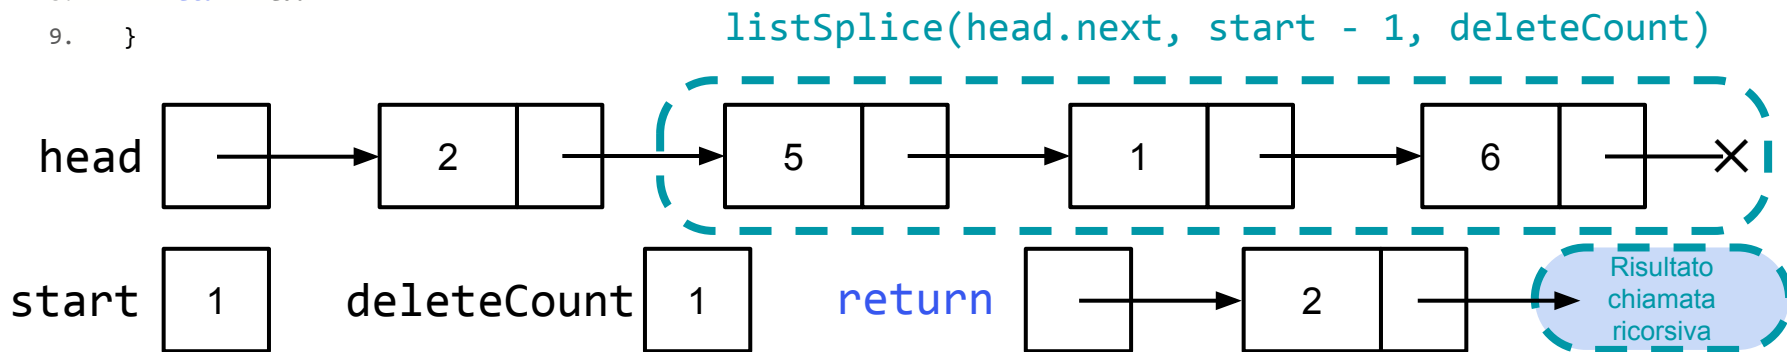 9. }
listSplice(head.next, start - 1, deleteCount)
head 2 5 1 6
start 1 deleteCount 1 return 2
Risultato
chiamata
ricorsiva